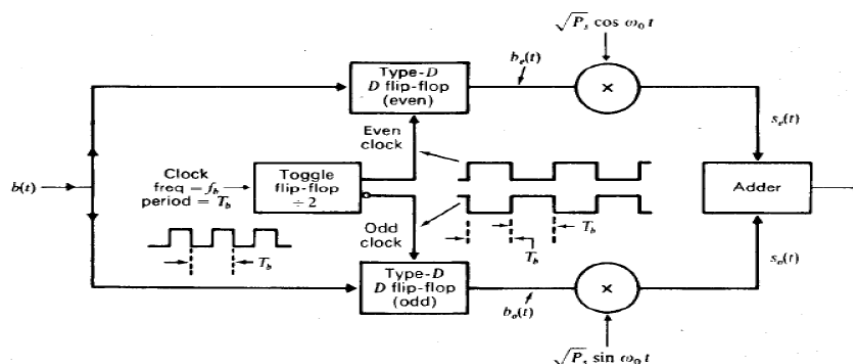 √P_s cos ω₀t
Type-D
D flip-flop
(even)
b_e(t)
×
Even
clock
s_e(t)
Clock
freq = f_b
period = T_b
Toggle
flip-flop
÷2
b(t)
Adder
Odd
clock
T_b
T_b
T_b
s_o(t)
Type-D
D flip-flop
(odd)
b_o(t)
×
√P_s sin ω₀t